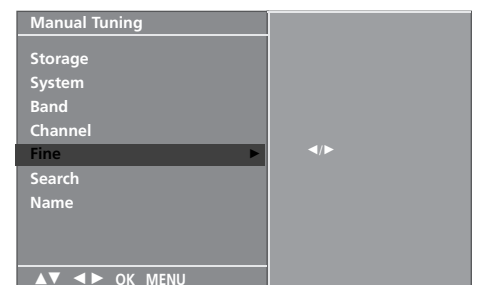 Manual Tuning
Storage
System
Band
Channel
Fine ►
◄/►
Search
Name
▲▼ ◄► OK MENU